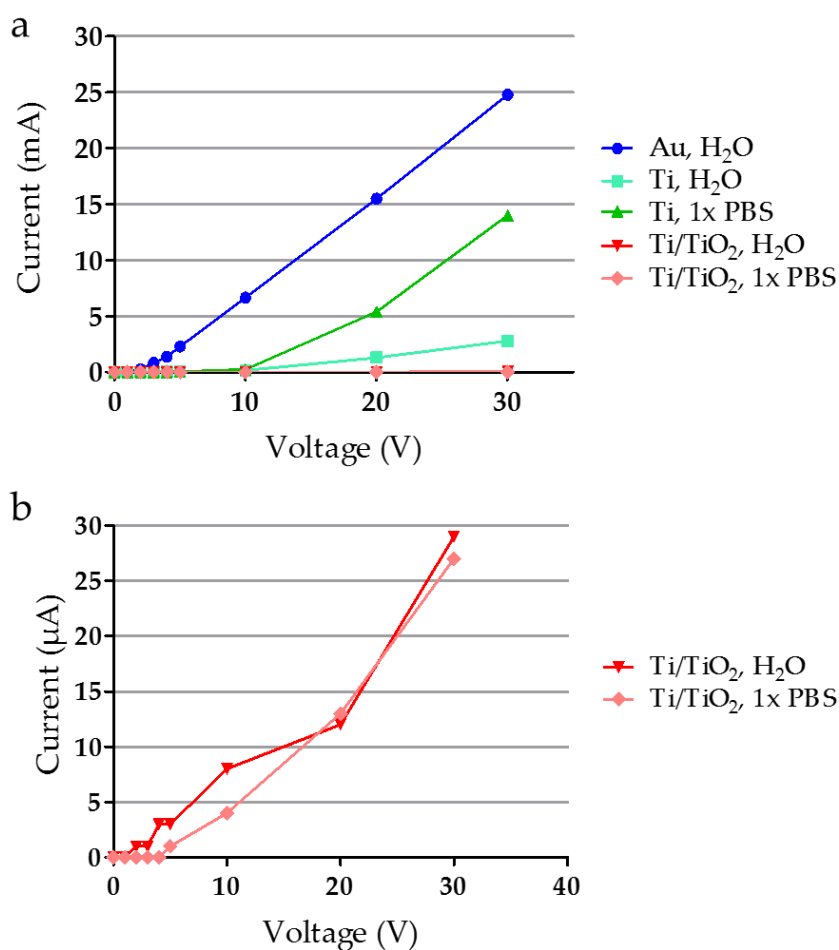 a
30
25
20
15
10
5
0
Current (mA)
0 10 20 30
Voltage (V)
Au, H₂O
Ti, H₂O
Ti, 1x PBS
Ti/TiO₂, H₂O
Ti/TiO₂, 1x PBS
b
30
25
20
15
10
5
0
Current (µA)
0 10 20 30 40
Voltage (V)
Ti/TiO₂, H₂O
Ti/TiO₂, 1x PBS